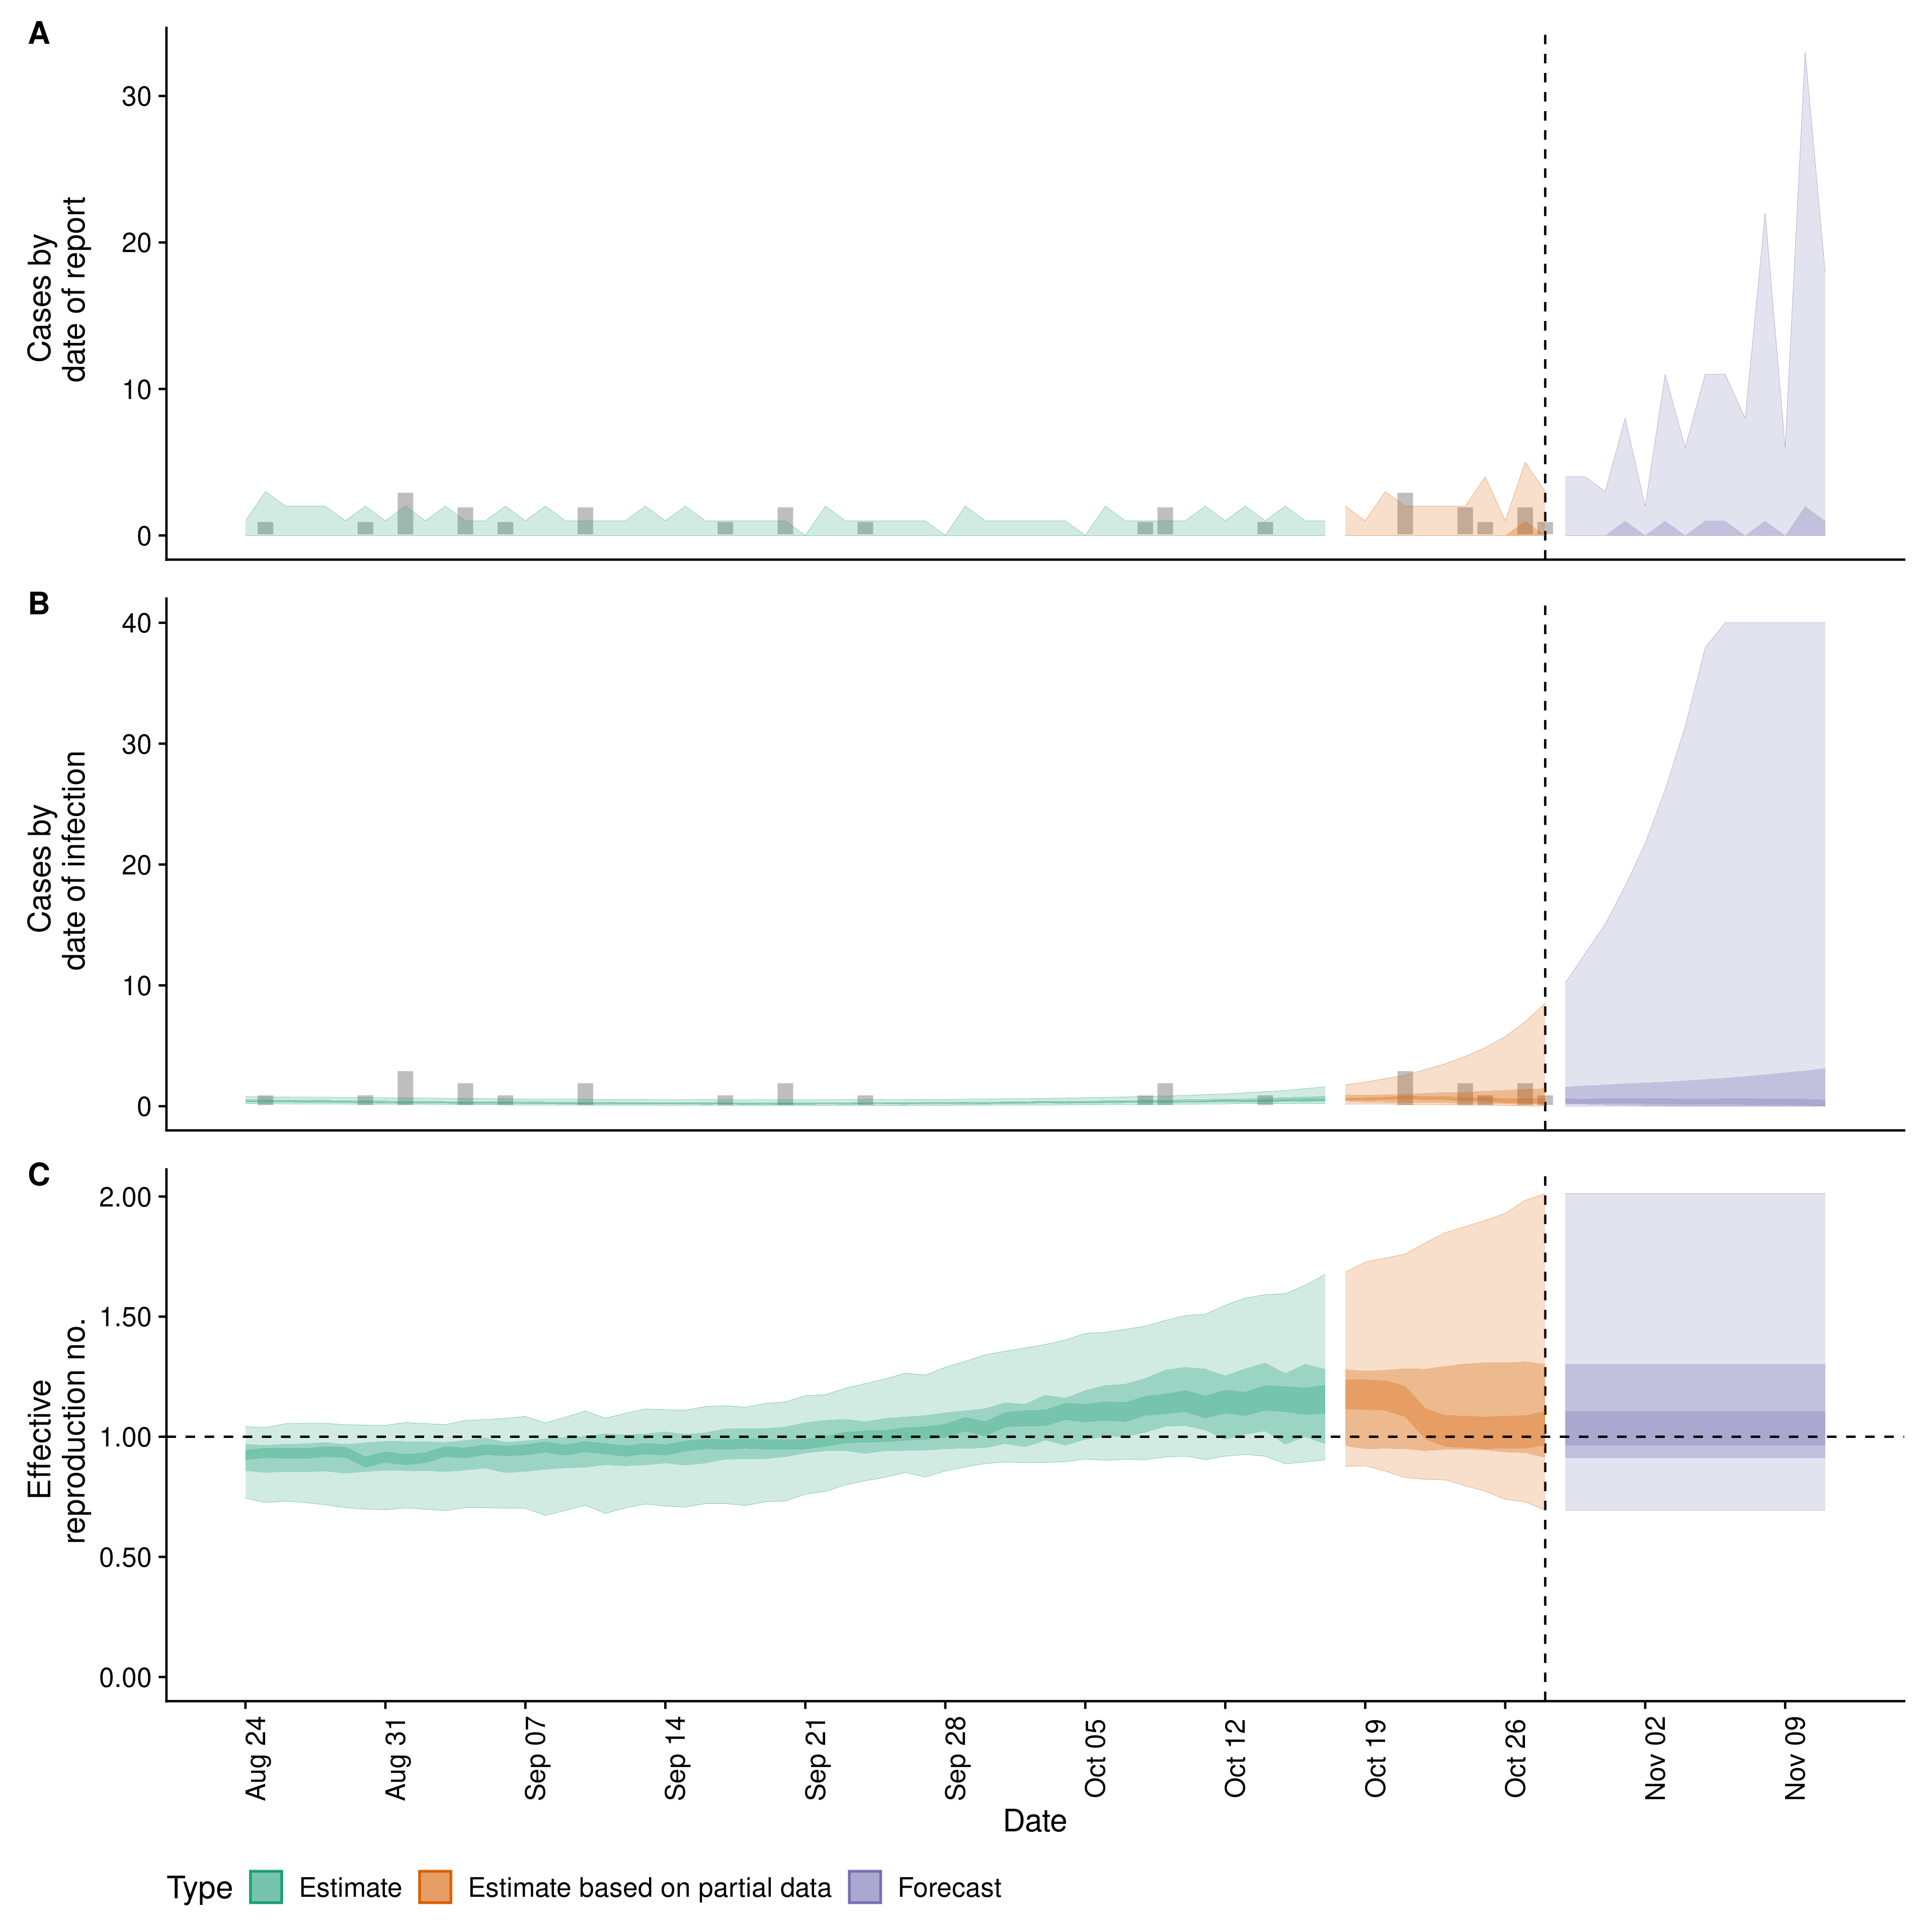 A
Cases by
date of report
30
20
10
0
B
Cases by
date of infection
40
30
20
10
0
C
Effective
reproduction no.
2.00
1.50
1.00
0.50
0.00
Aug 24
Aug 31
Sep 07
Sep 14
Sep 21
Sep 28
Oct 05
Oct 12
Oct 19
Oct 26
Nov 02
Nov 09
Date
Type
Estimate
Estimate based on partial data
Forecast